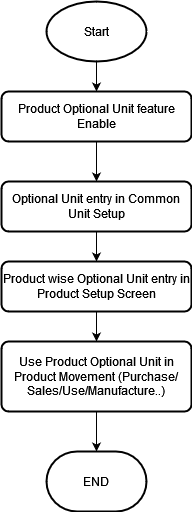 Start
Product Optional Unit feature
Enable
Optional Unit entry in Common
Unit Setup
Product wise Optional Unit entry in
Product Setup Screen
Use Product Optional Unit in
Product Movement (Purchase/
Sales/Use/Manufacture..)
END